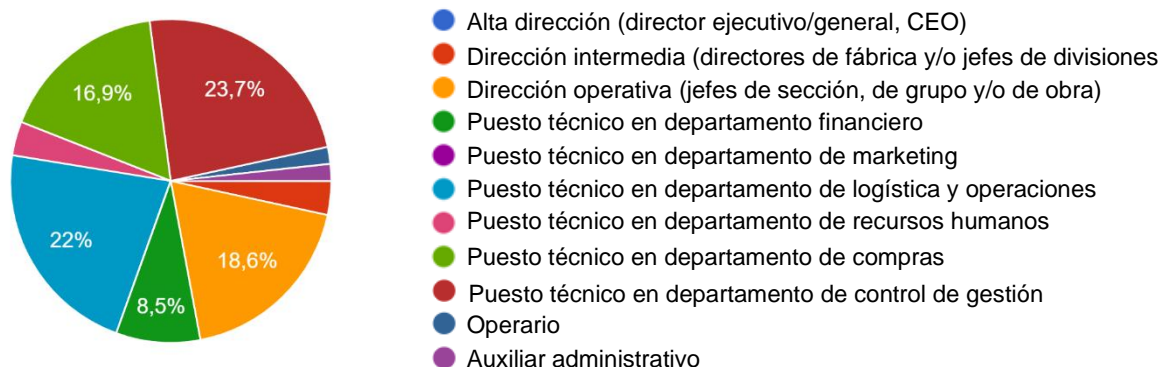 16,9%
23,7%
22%
18,6%
8,5%
Alta dirección (director ejecutivo/general, CEO)
Dirección intermedia (directores de fábrica y/o jefes de divisiones
Dirección operativa (jefes de sección, de grupo y/o de obra)
Puesto técnico en departamento financiero
Puesto técnico en departamento de marketing
Puesto técnico en departamento de logística y operaciones
Puesto técnico en departamento de recursos humanos
Puesto técnico en departamento de compras
Puesto técnico en departamento de control de gestión
Operario
Auxiliar administrativo